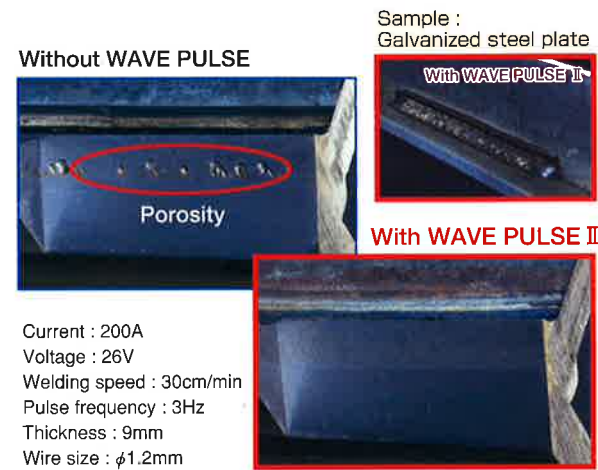 Sample :
Galvanized steel plate
Without WAVE PULSE
With WAVE PULSE Ⅱ
Porosity
With WAVE PULSE Ⅱ
Current : 200A
Voltage : 26V
Welding speed : 30cm/min
Pulse frequency : 3Hz
Thickness : 9mm
Wire size : ϕ1.2mm